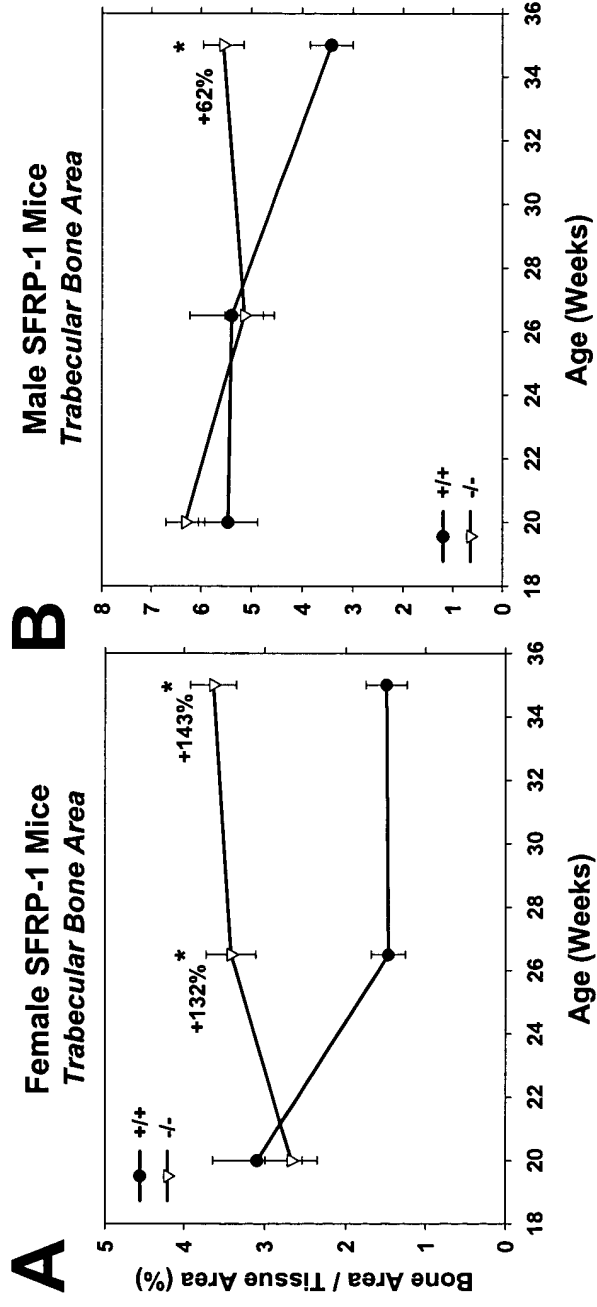 A
Female SFRP-1 Mice
Trabecular Bone Area
Bone Area / Tissue Area (%)
5
4
3
2
1
0
+/+
-/-
+132%
*
+143%
*
18 20 22 24 26 28 30 32 34 36
Age (Weeks)
B
Male SFRP-1 Mice
Trabecular Bone Area
8
7
6
5
4
3
2
1
0
+62%
*
+/+
-/-
18 20 22 24 26 28 30 32 34 36
Age (Weeks)